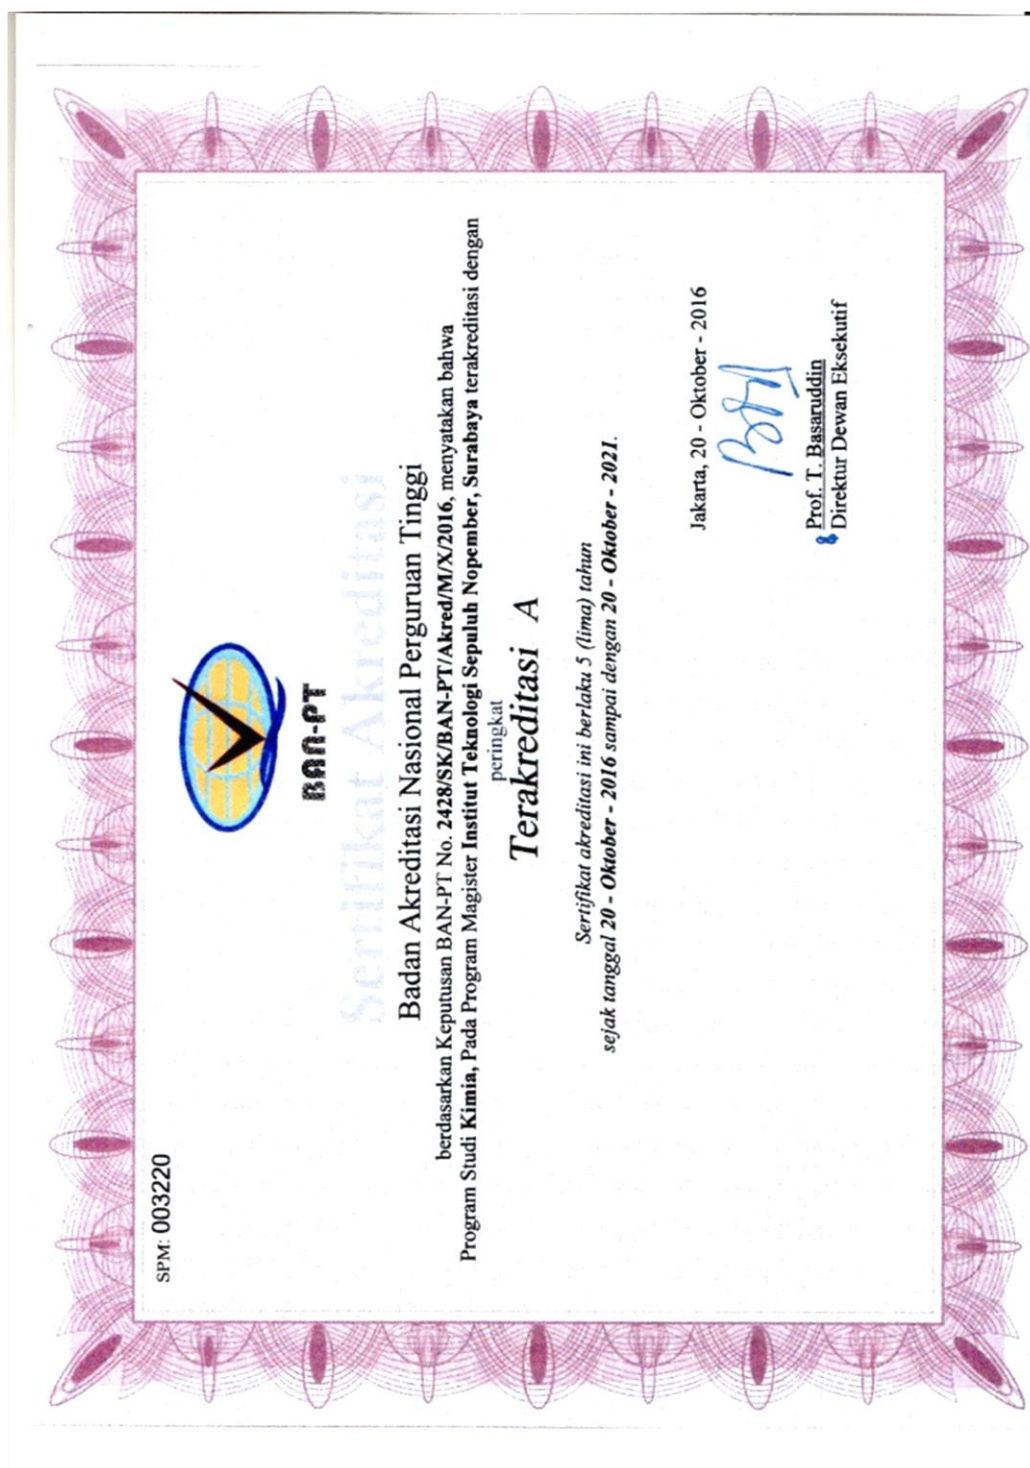 SPM: 003220
BAN-PT
Sertifikat Akreditasi
Badan Akreditasi Nasional Perguruan Tinggi
berdasarkan Keputusan BAN-PT No. 2428/SK/BAN-PT/Akred/M/X/2016, menyatakan bahwa
Program Studi Kimia, Pada Program Magister Institut Teknologi Sepuluh Nopember, Surabaya terakreditasi dengan
peringkat
Terakreditasi A
Sertifikat akreditasi ini berlaku 5 (lima) tahun
sejak tanggal 20 - Oktober - 2016 sampai dengan 20 - Oktober - 2021.
Jakarta, 20 - Oktober - 2016
Prof. T. Basaruddin
Direktur Dewan Eksekutif